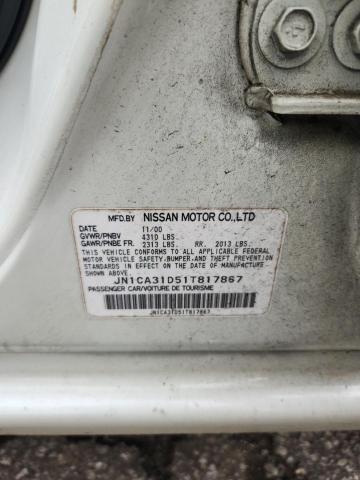 MFD.BY NISSAN MOTOR CO.,LTD
DATE 11/00
GVWR/PNBV 4310 LBS.
GAWR/PNBE FR. 2313 LBS. RR. 2013 LBS.
THIS VEHICLE CONFORMS TO ALL APPLICABLE FEDERAL
MOTOR VEHICLE SAFETY,BUMPER,AND THEFT PREVENTION
STANDARDS IN EFFECT ON THE DATE OF MANUFACTURE
SHOWN ABOVE.
JN1CA31D51T817867
PASSENGER CAR/VOITURE DE TOURISME
JN1CA31D51T817867